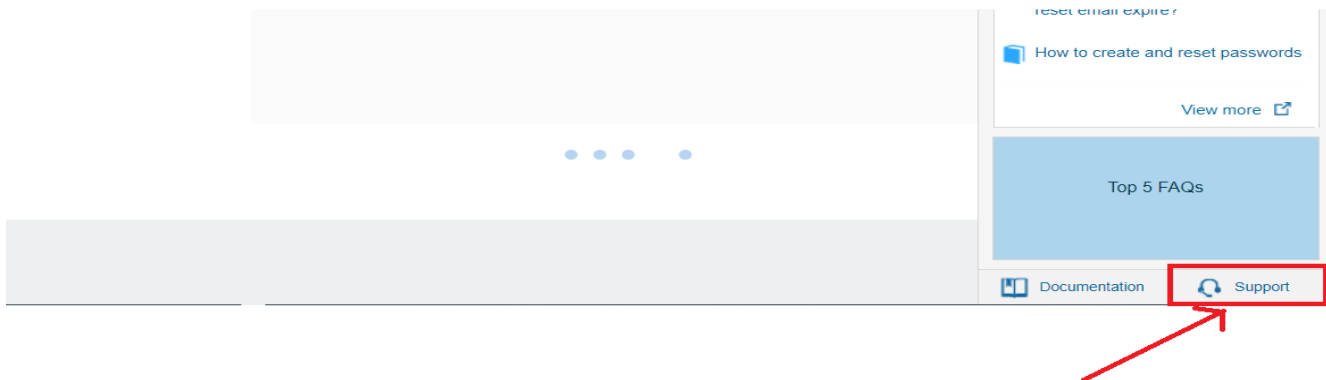 reset email expire?
How to create and reset passwords
View more
Top 5 FAQs
Documentation
Support